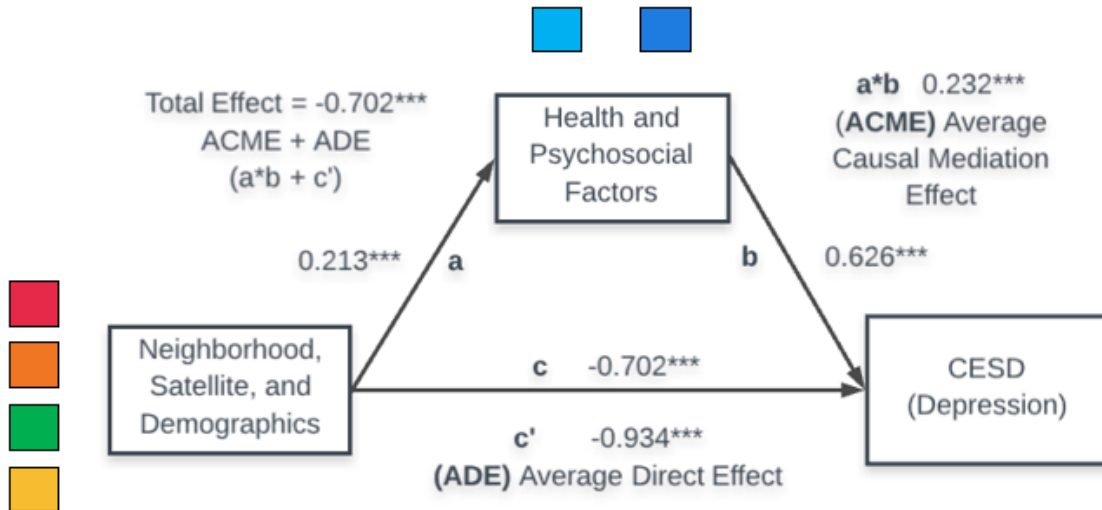 Total Effect = -0.702***
ACME + ADE
(a*b + c')
Health and
Psychosocial
Factors
a*b 0.232***
(ACME) Average
Causal Mediation
Effect
0.213***
a
b
0.626***
Neighborhood,
Satellite, and
Demographics
c -0.702***
c' -0.934***
(ADE) Average Direct Effect
CESD
(Depression)